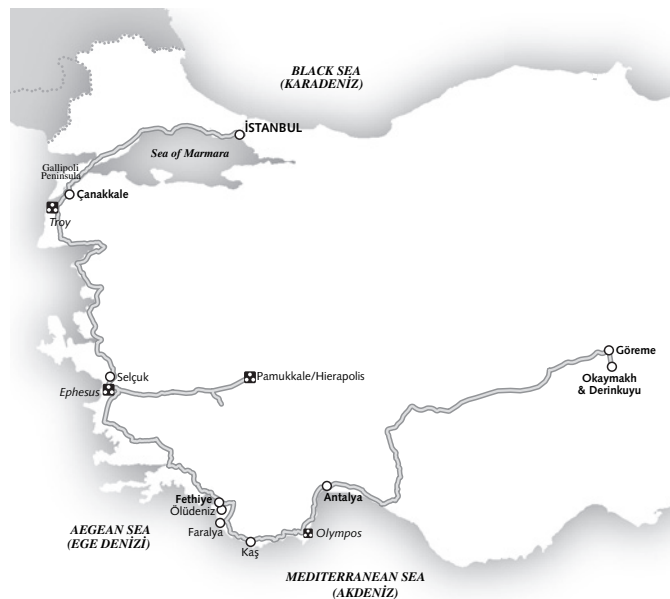 BLACK SEA
(KARADENİZ)
İSTANBUL
Sea of Marmara
Gallipoli
Peninsula
Çanakkale
Troy
Göreme
Okaymakh
& Derinkuyu
Selçuk
Pamukkale/Hierapolis
Ephesus
Fethiye
Ölüdeniz
Antalya
Faralya
Olympos
Kaş
AEGEAN SEA
(EGE DENİZİ)
MEDITERRANEAN SEA
(AKDENİZ)